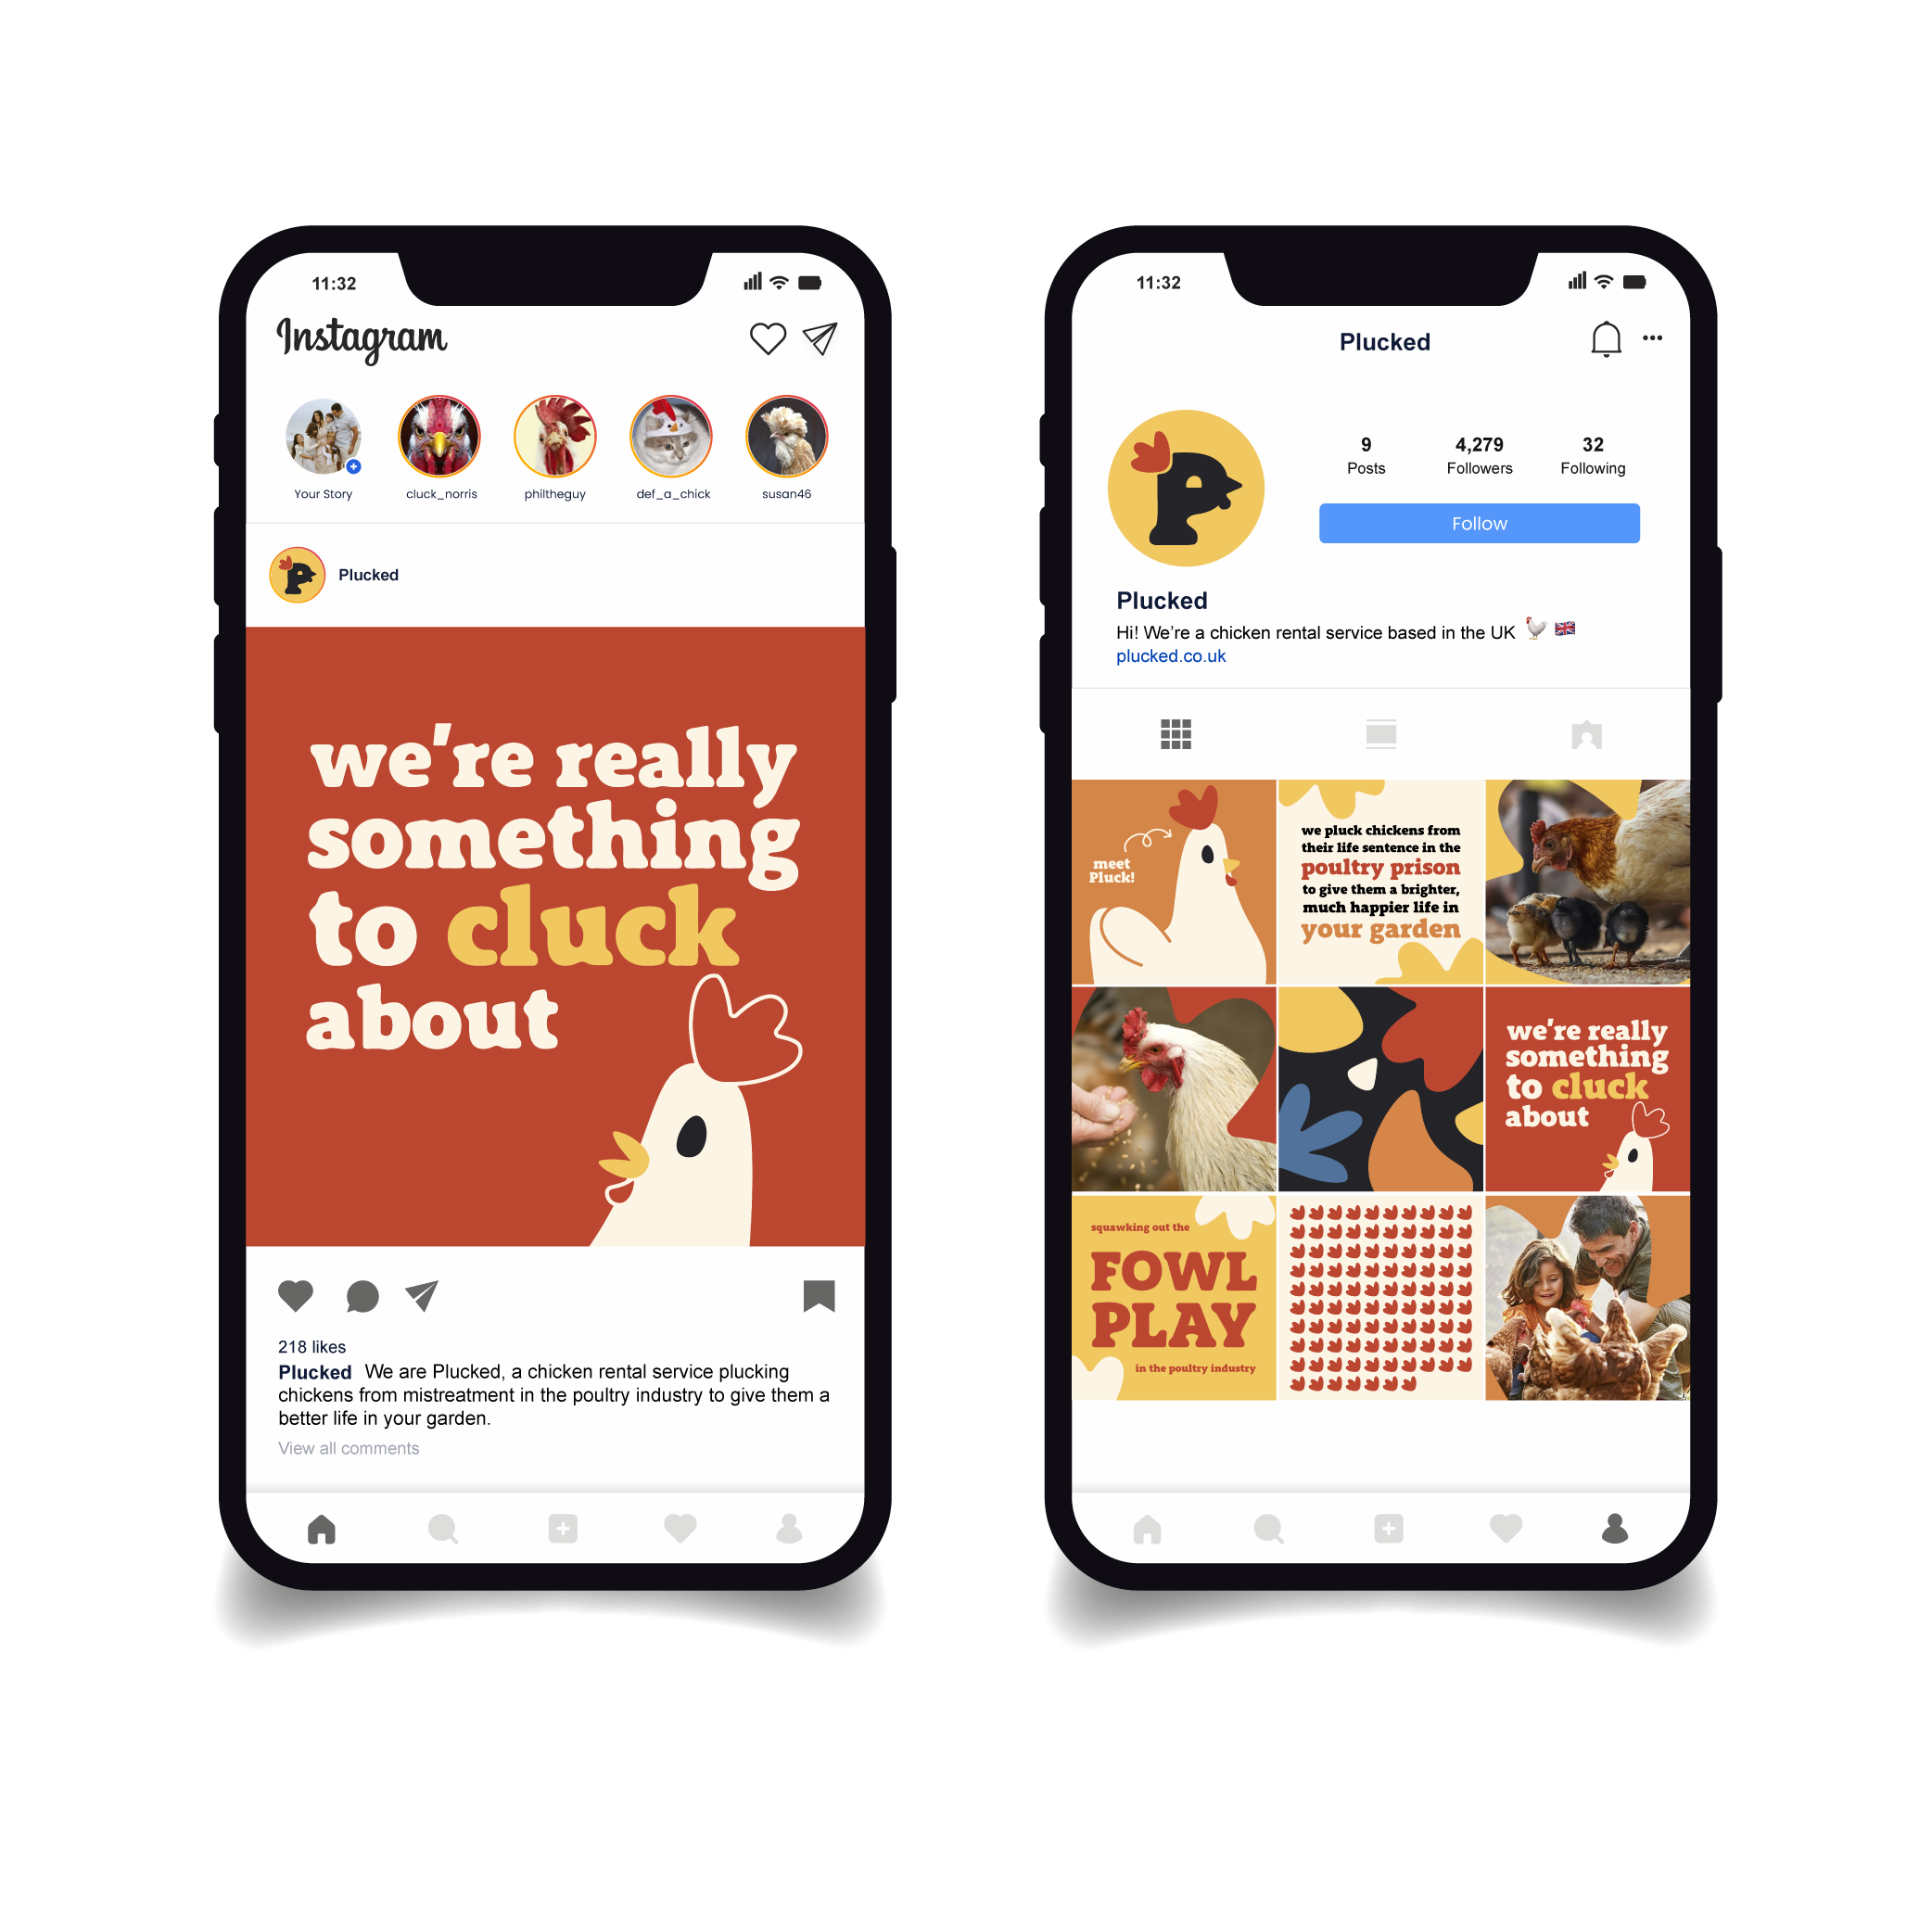 11:32
Instagram
Your Story
cluck_norris
philtheguy
def_a_chick
susan46
Plucked
we're really
something
to cluck
about
218 likes
Plucked We are Plucked, a chicken rental service plucking
chickens from mistreatment in the poultry industry to give them a
better life in your garden.
View all comments
11:32
Plucked
9
Posts
4,279
Followers
32
Following
Follow
P
Plucked
Hi! We're a chicken rental service based in the UK
plucked.co.uk
meet
Pluck!
we pluck chickens from
their life sentence in the
poultry prison
to give them a brighter,
much happier life in
your garden
we're really
something
to cluck
about
squawking out the
FOWL
PLAY
in the poultry industry